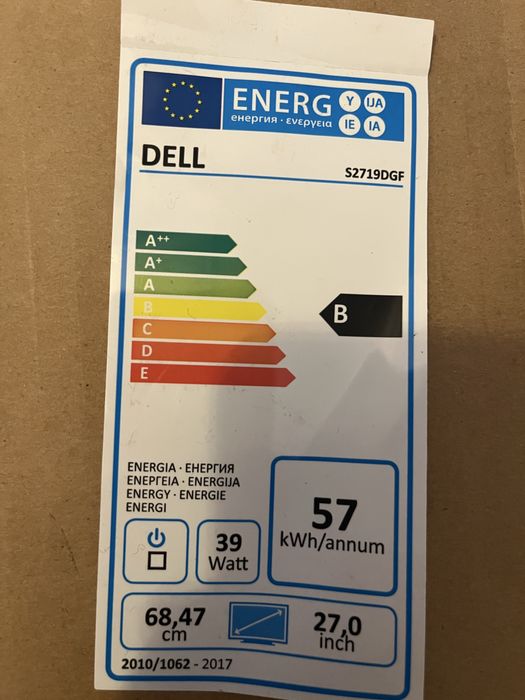 ENERG Y IJA
енергия · ενεργεια IE IA
DELL
S2719DGF
A++
A+
A
B
B
C
D
E
ENERGIA · ЕНЕРГИЯ
ΕΝΕΡΓΕΙΑ · ENERGIJA
ENERGY · ENERGIE
ENERGI
39
Watt
57
kWh/annum
68,47
cm
27,0
inch
2010/1062 - 2017